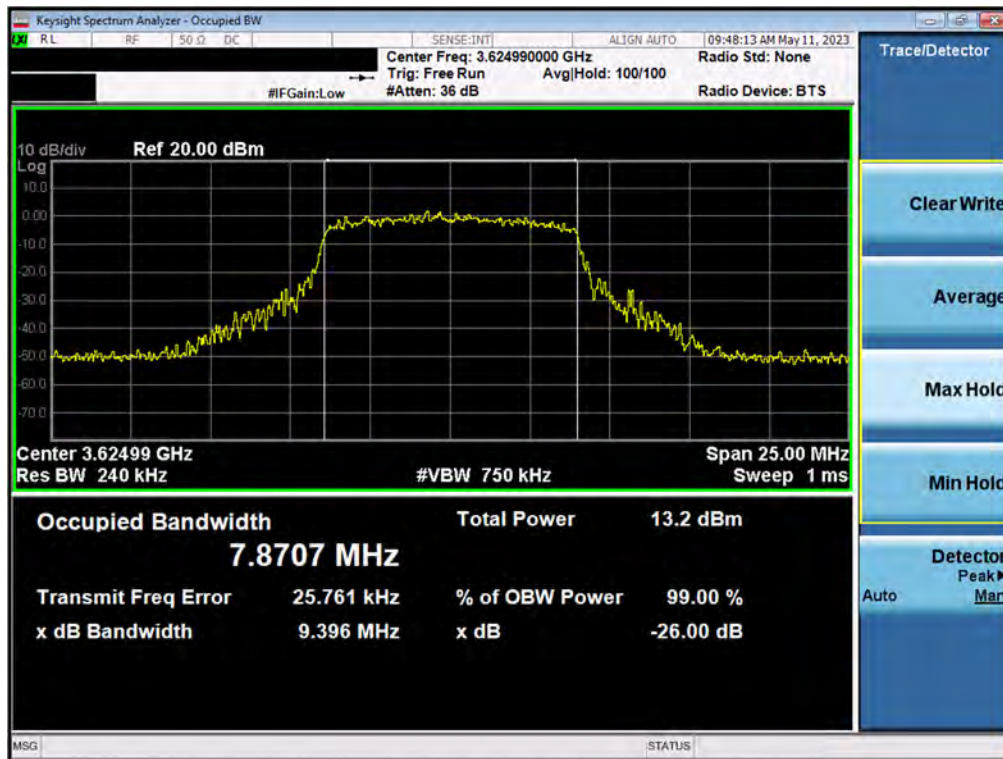 Keysight Spectrum Analyzer - Occupied BW
LXI RL RF 50 Ω DC SENSE:INT ALIGN AUTO 09:48:13 AM May 11, 2023
Center Freq: 3.624990000 GHz Radio Std: None
Trig: Free Run Avg|Hold: 100/100
#IFGain:Low #Atten: 36 dB Radio Device: BTS
10 dB/div Ref 20.00 dBm
Log
10.0
0.00
-10.0
-20.0
-30.0
-40.0
-50.0
-60.0
-70.0
Center 3.62499 GHz Span 25.00 MHz
Res BW 240 kHz #VBW 750 kHz Sweep 1 ms
Occupied Bandwidth Total Power 13.2 dBm
7.8707 MHz
Transmit Freq Error 25.761 kHz % of OBW Power 99.00 %
x dB Bandwidth 9.396 MHz x dB -26.00 dB
MSG STATUS
Trace/Detector
Clear Write
Average
Max Hold
Min Hold
Detector
Peak
Auto Man